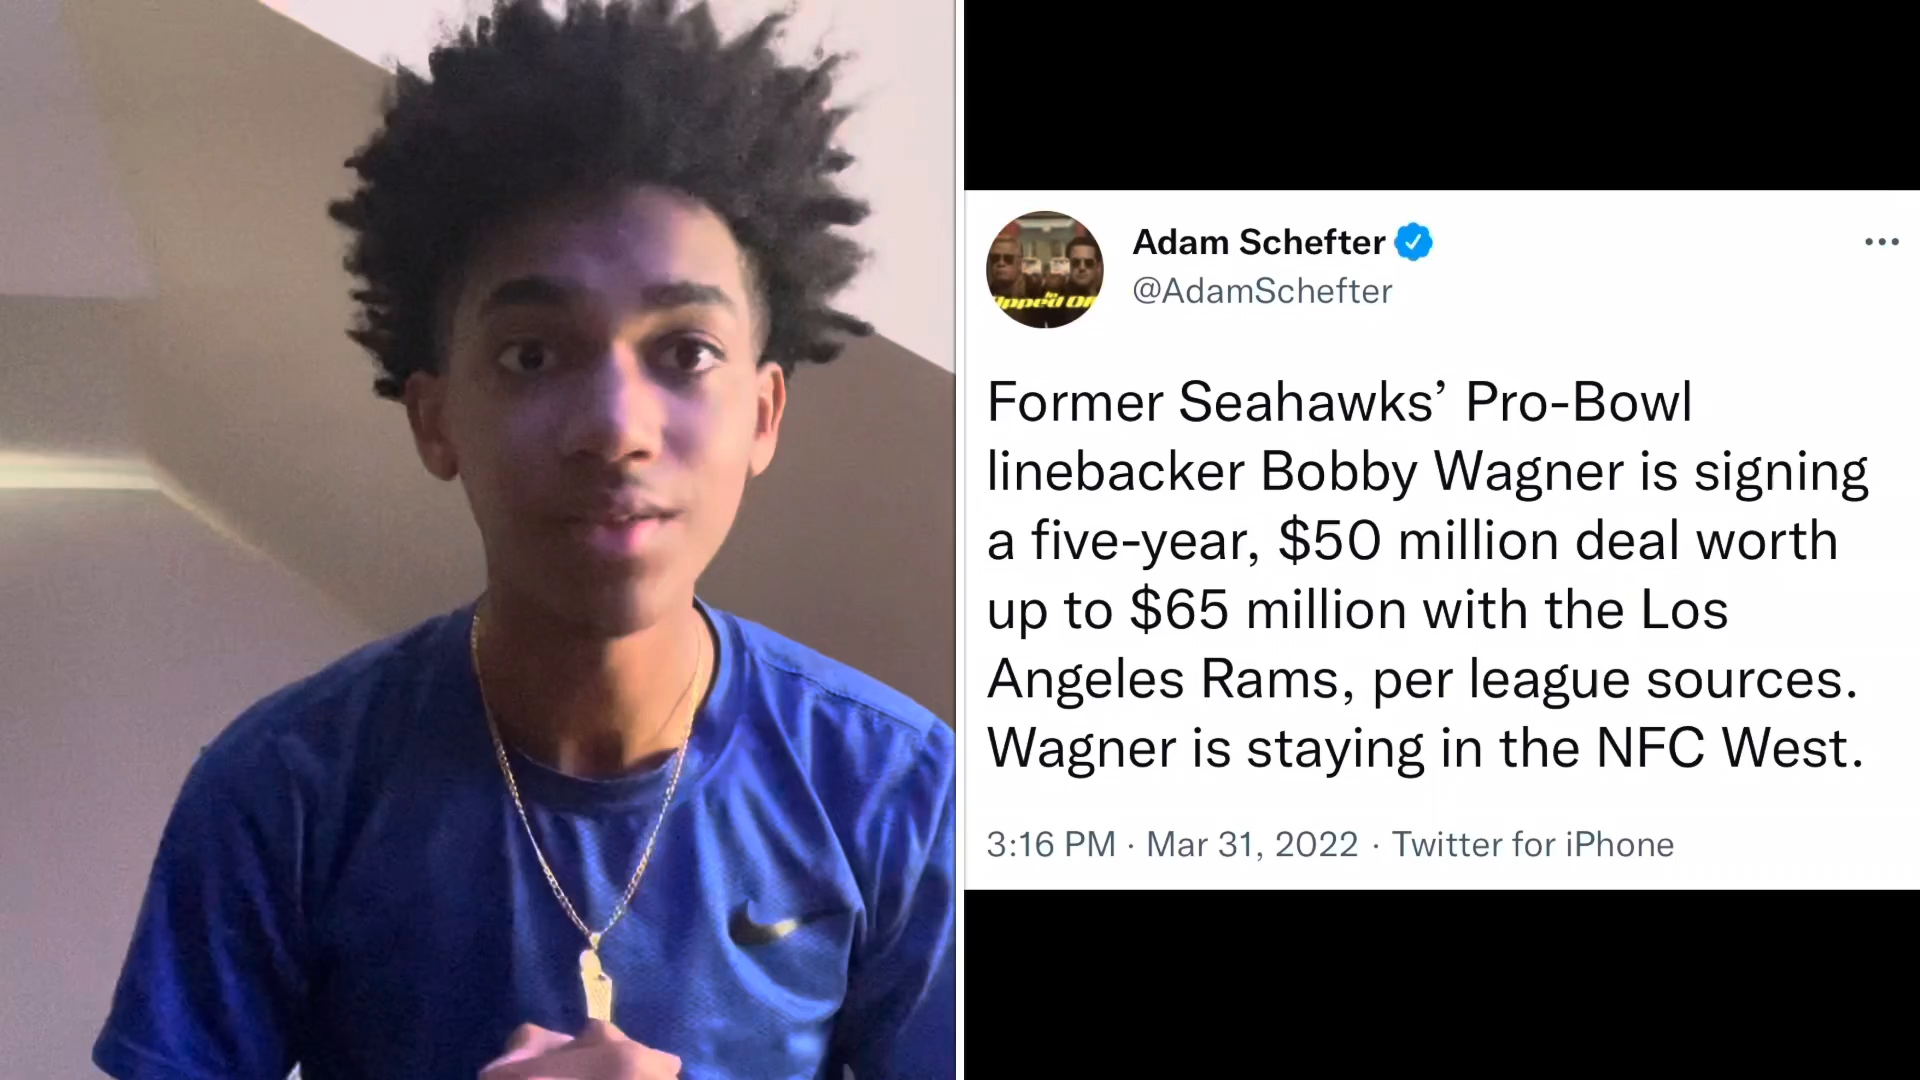 Adam Schefter
@AdamSchefter
Former Seahawks’ Pro-Bowl
linebacker Bobby Wagner is signing
a five-year, $50 million deal worth
up to $65 million with the Los
Angeles Rams, per league sources.
Wagner is staying in the NFC West.
3:16 PM · Mar 31, 2022 · Twitter for iPhone